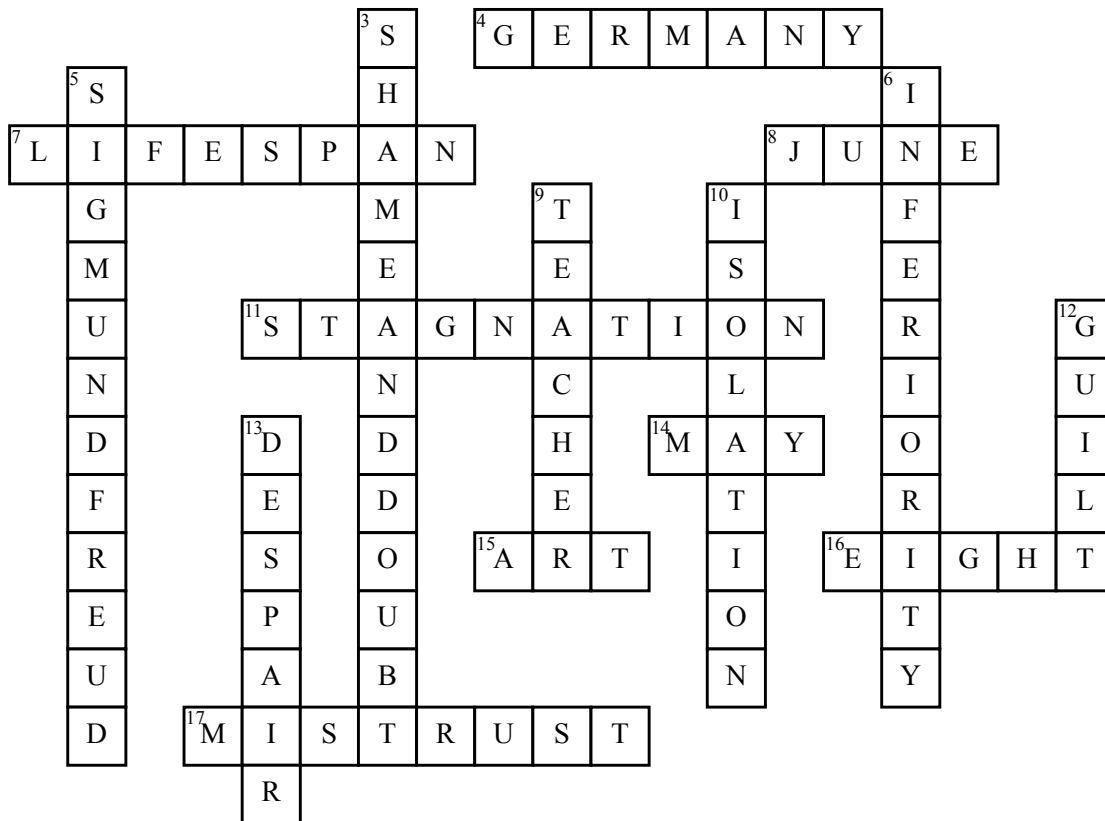 3 S 4 G E R M A N Y
5 S H 6 I
7 L I F E S P A N 8 J U N E
G M 9 T 10 I F
M E E S E
U 11 S T A G N A T I O N R 12 G
N N C L I U
D 13 D D H 14 M A Y O I
F E D E T R L
R S O 15 A R T I 16 E I G H T
E P U O T
U A B N Y
D 17 M I S T R U S T
R